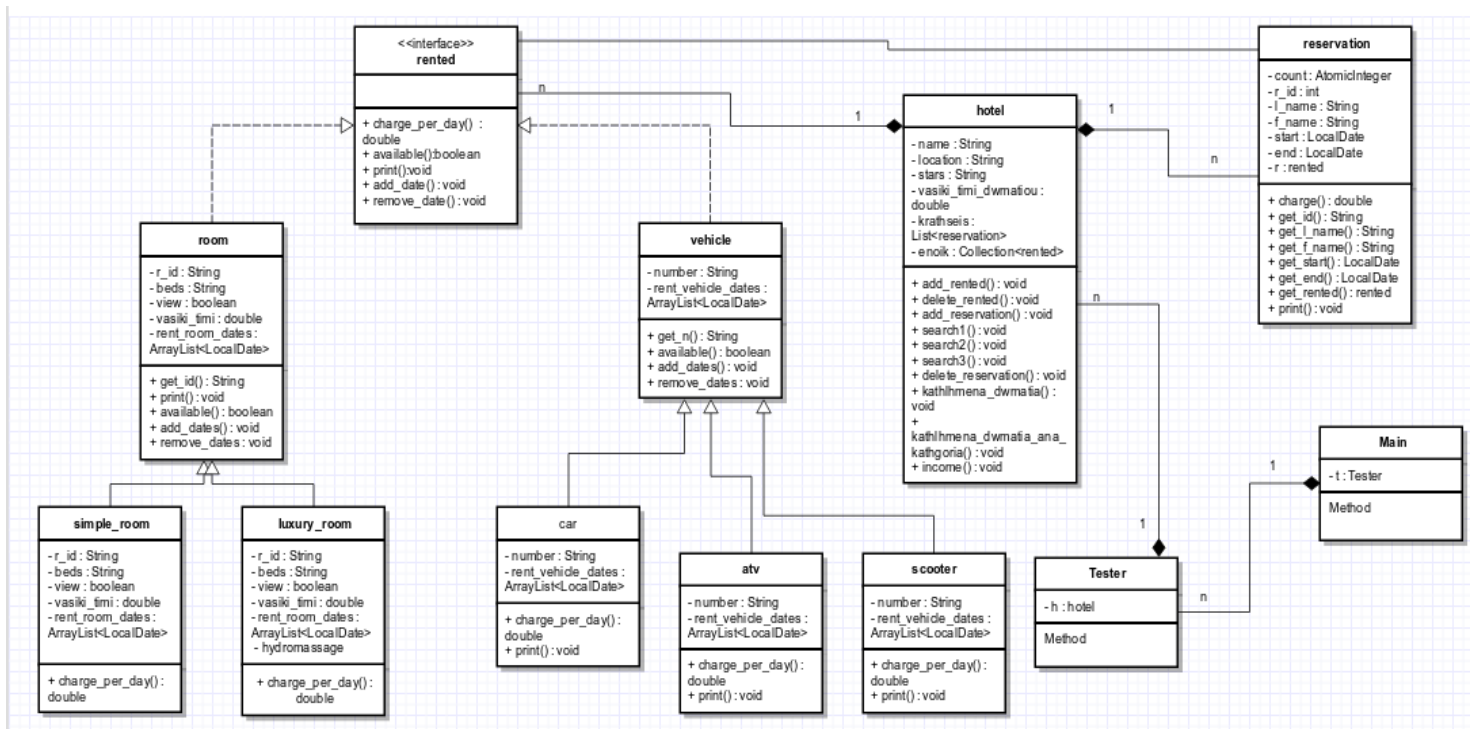 <<interface>>
rented
+ charge_per_day() :
double
+ available():boolean
+ print():void
+ add_date() : void
+ remove_date() : void
n
1
hotel
- name : String
- location : String
- stars : String
- vasiki_timi_dwmatiou :
double
- krathseis :
List<reservation>
- enoik : Collection<rented>
+ add_rented() : void
+ delete_rented() : void
+ add_reservation() : void
+ search1() : void
+ search2() : void
+ search3() : void
+ delete_reservation() : void
+ kathlhmena_dwmatia() :
void
+
kathlhmena_dwmatia_ana_
kathgoria() : void
+ income() : void
1
n
reservation
- count : AtomicInteger
- r_id : int
- l_name : String
- f_name : String
- start : LocalDate
- end : LocalDate
- r : rented
+ charge() : double
+ get_id() : String
+ get_l_name() : String
+ get_f_name() : String
+ get_start() : LocalDate
+ get_end() : LocalDate
+ get_rented() : rented
+ print() : void
room
- r_id : String
- beds : String
- view : boolean
- vasiki_timi : double
- rent_room_dates :
ArrayList<LocalDate>
+ get_id() : String
+ print() : void
+ available() : boolean
+ add_dates() : void
+ remove_dates : void
vehicle
- number : String
- rent_vehicle_dates :
ArrayList<LocalDate>
+ get_n() : String
+ available() : boolean
+ add_dates() : void
+ remove_dates : void
n
1
simple_room
- r_id : String
- beds : String
- view : boolean
- vasiki_timi : double
- rent_room_dates :
ArrayList<LocalDate>
+ charge_per_day() :
double
luxury_room
- r_id : String
- beds : String
- view : boolean
- vasiki_timi : double
- rent_room_dates :
ArrayList<LocalDate>
- hydromassage
+ charge_per_day() :
double
car
- number : String
- rent_vehicle_dates :
ArrayList<LocalDate>
+ charge_per_day() :
double
+ print() : void
atv
- number : String
- rent_vehicle_dates :
ArrayList<LocalDate>
+ charge_per_day() :
double
+ print() : void
scooter
- number : String
- rent_vehicle_dates :
ArrayList<LocalDate>
+ charge_per_day() :
double
+ print() : void
Tester
- h : hotel
Method
n
1
Main
- t : Tester
Method